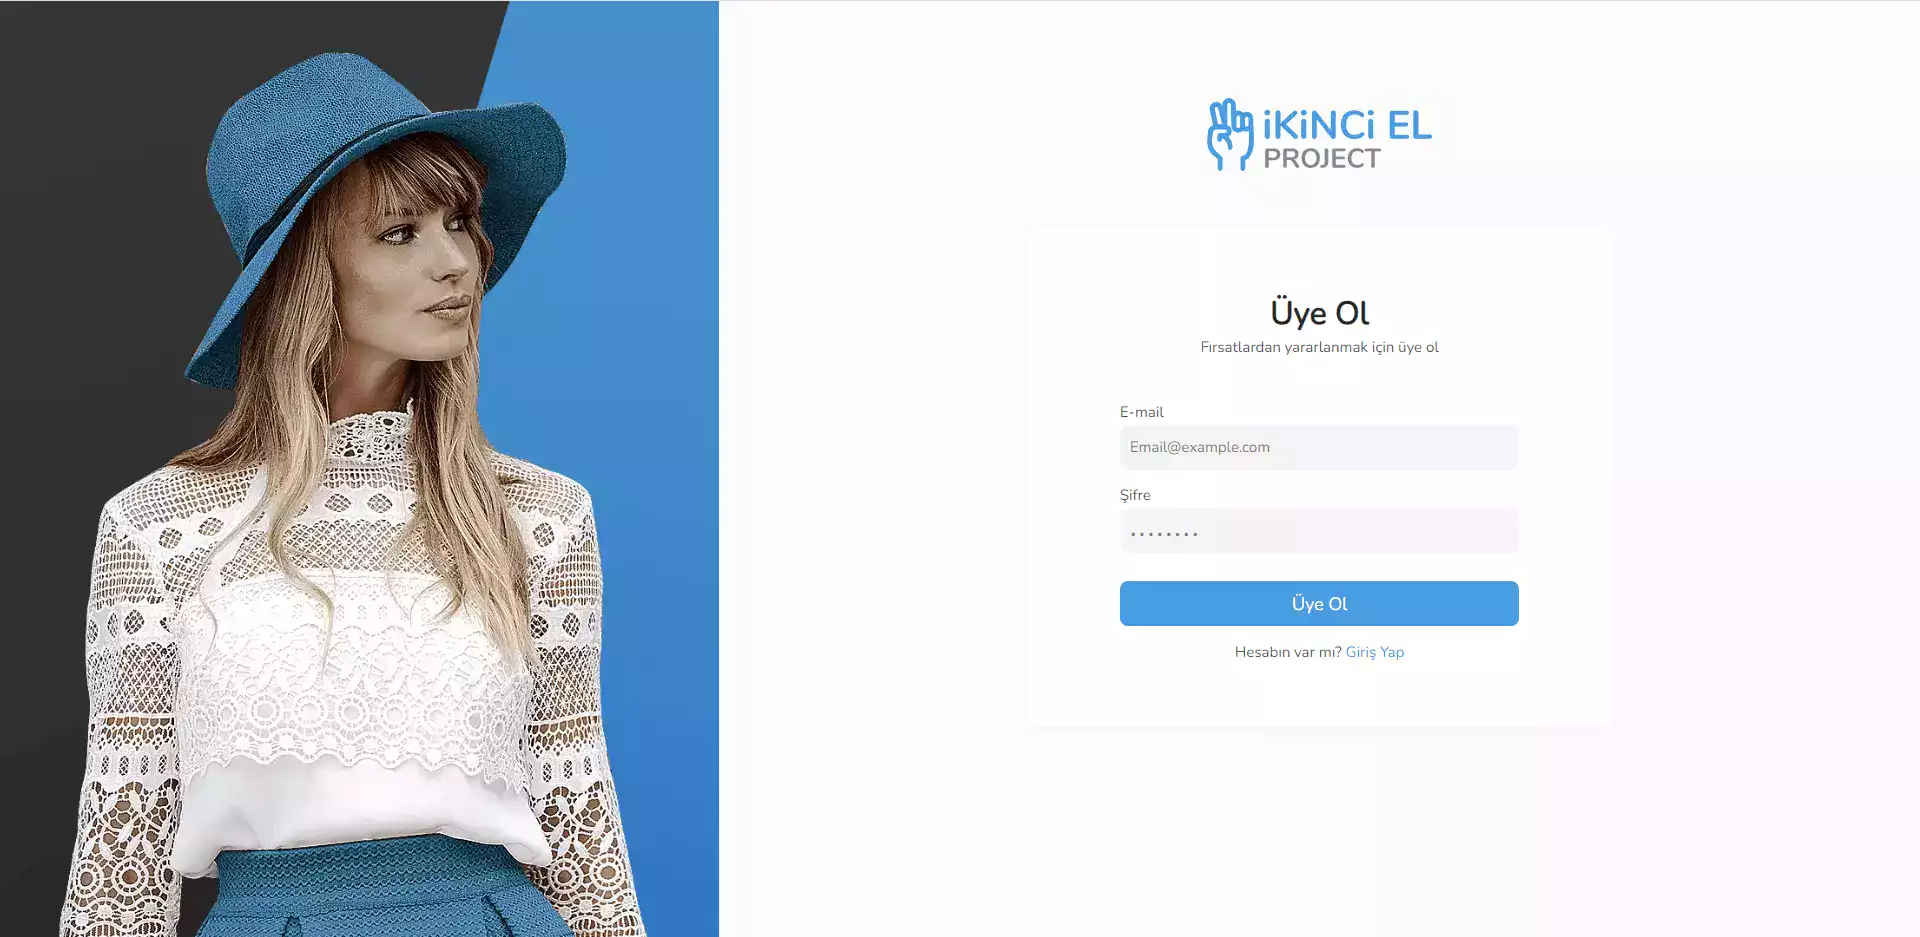 iKiNCi EL
PROJECT
Üye Ol
Fırsatlardan yararlanmak için üye ol
E-mail
Email@example.com
Şifre
••••••••
Üye Ol
Hesabın var mı? Giriş Yap